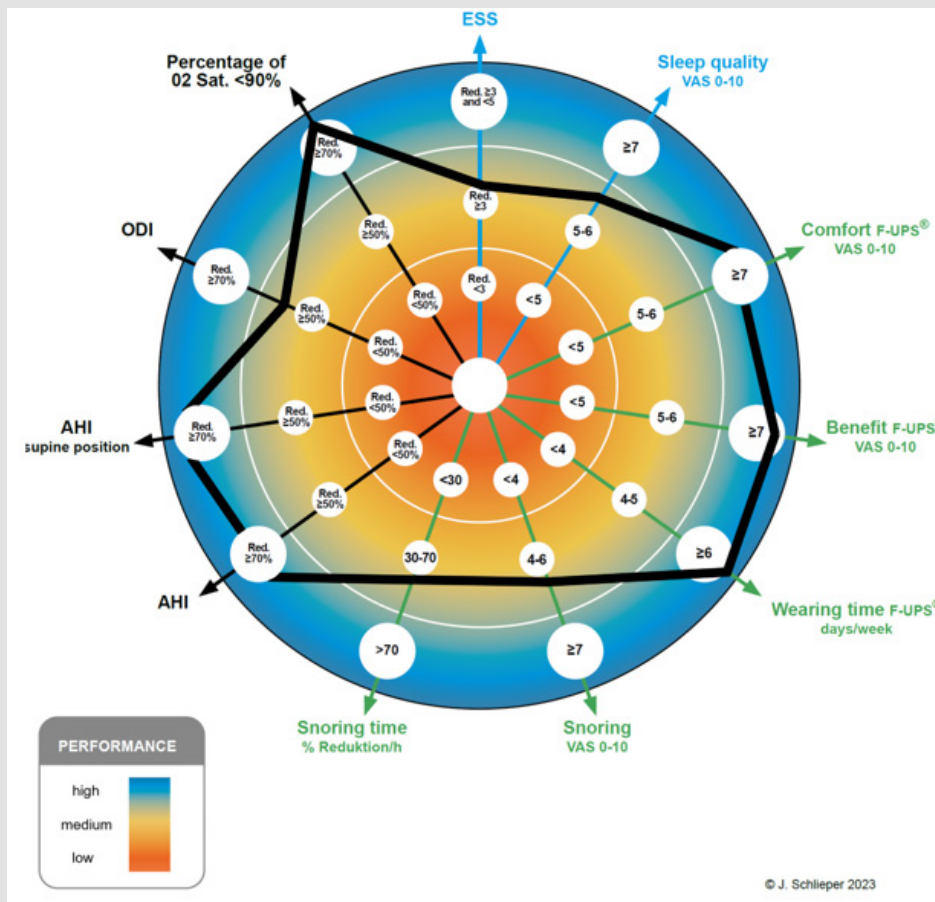 ESS
Percentage of
02 Sat. <90%
Sleep quality
VAS 0-10
Red. ≥3
and <5
Red.
≥70%
≥7
Red.
≥3
Red.
≥50%
5-6
ODI
Comfort F-UPS®
VAS 0-10
Red.
≥70%
≥7
Red.
<3
Red.
<50%
<5
Red.
≥50%
5-6
Red.
<50%
<5
AHI
supine position
Red.
≥70%
Red.
≥50%
Red.
<50%
<5
5-6
≥7
Benefit F-UPS
VAS 0-10
Red.
<50%
<4
<30
<4
Red.
≥50%
4-5
Red.
≥70%
30-70
4-6
≥6
AHI
Wearing time F-UPS®
days/week
>70
≥7
Snoring time
% Reduktion/h
Snoring
VAS 0-10
PERFORMANCE
high
medium
low
© J. Schlieper 2023